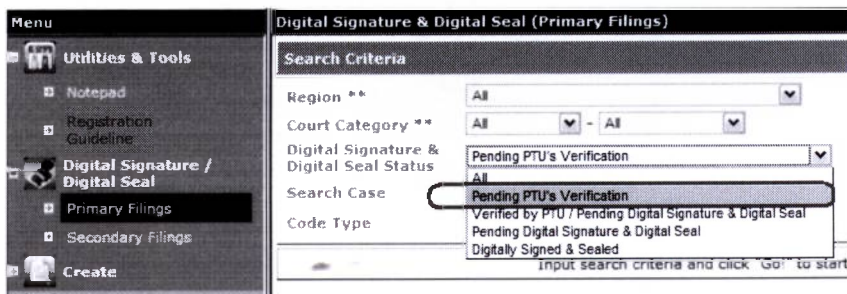 Menu
Utilities & Tools
Notepad
Registration
Guideline
Digital Signature /
Digital Seal
Primary Filings
Secondary Filings
Create
Digital Signature & Digital Seal (Primary Filings)
Search Criteria
Region **
All
Court Category **
All - All
Digital Signature &
Digital Seal Status
Pending PTU's Verification
All
Pending PTU's Verification
Verified by PTU / Pending Digital Signature & Digital Seal
Pending Digital Signature & Digital Seal
Digitally Signed & Sealed
Search Case
Code Type
Input search criteria and click "Go!" to start